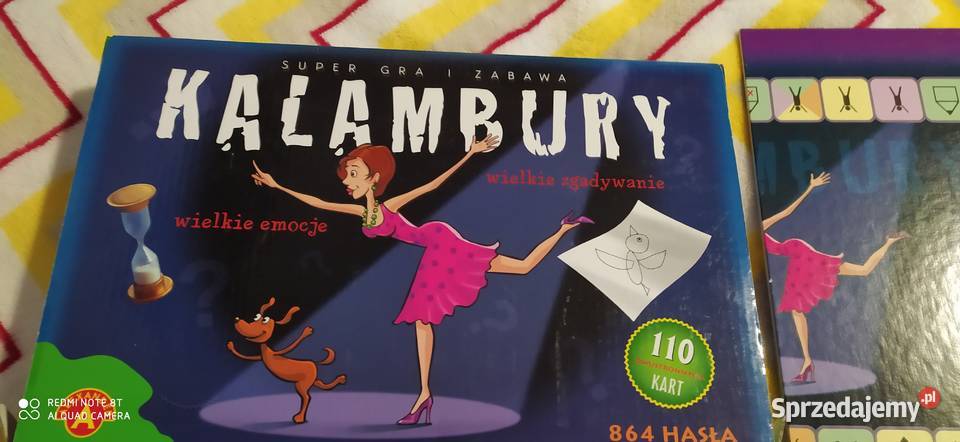 SUPER GRA I ZABAWA
KALAMBURY
wielkie zgadywanie
wielkie emocje
110
KART
864 HASŁA
REDMI NOTE 8T
AI QUAD CAMERA
Sprzedajemy.pl